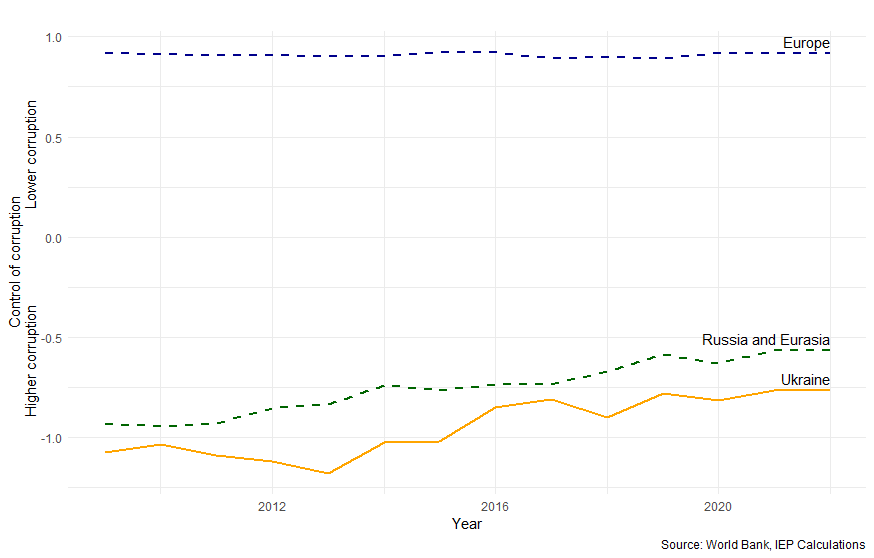 1.0
0.5
0.0
-0.5
-1.0
Control of corruption
Higher corruption
Lower corruption
Europe
Russia and Eurasia
Ukraine
2012
2016
2020
Year
Source: World Bank, IEP Calculations